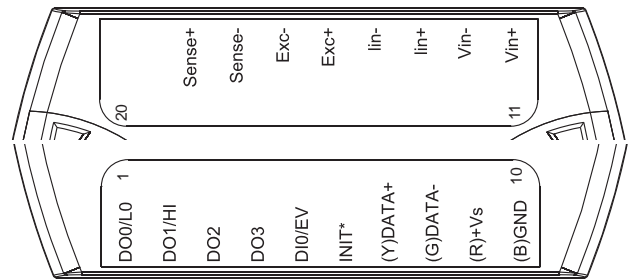 Sense+
Sense-
Exc-
Exc+
Iin-
Iin+
Vin-
Vin+
20
11
1
10
DO0/L0
DO1/HI
DO2
DO3
DI0/EV
INIT*
(Y)DATA+
(G)DATA-
(R)+Vs
(B)GND